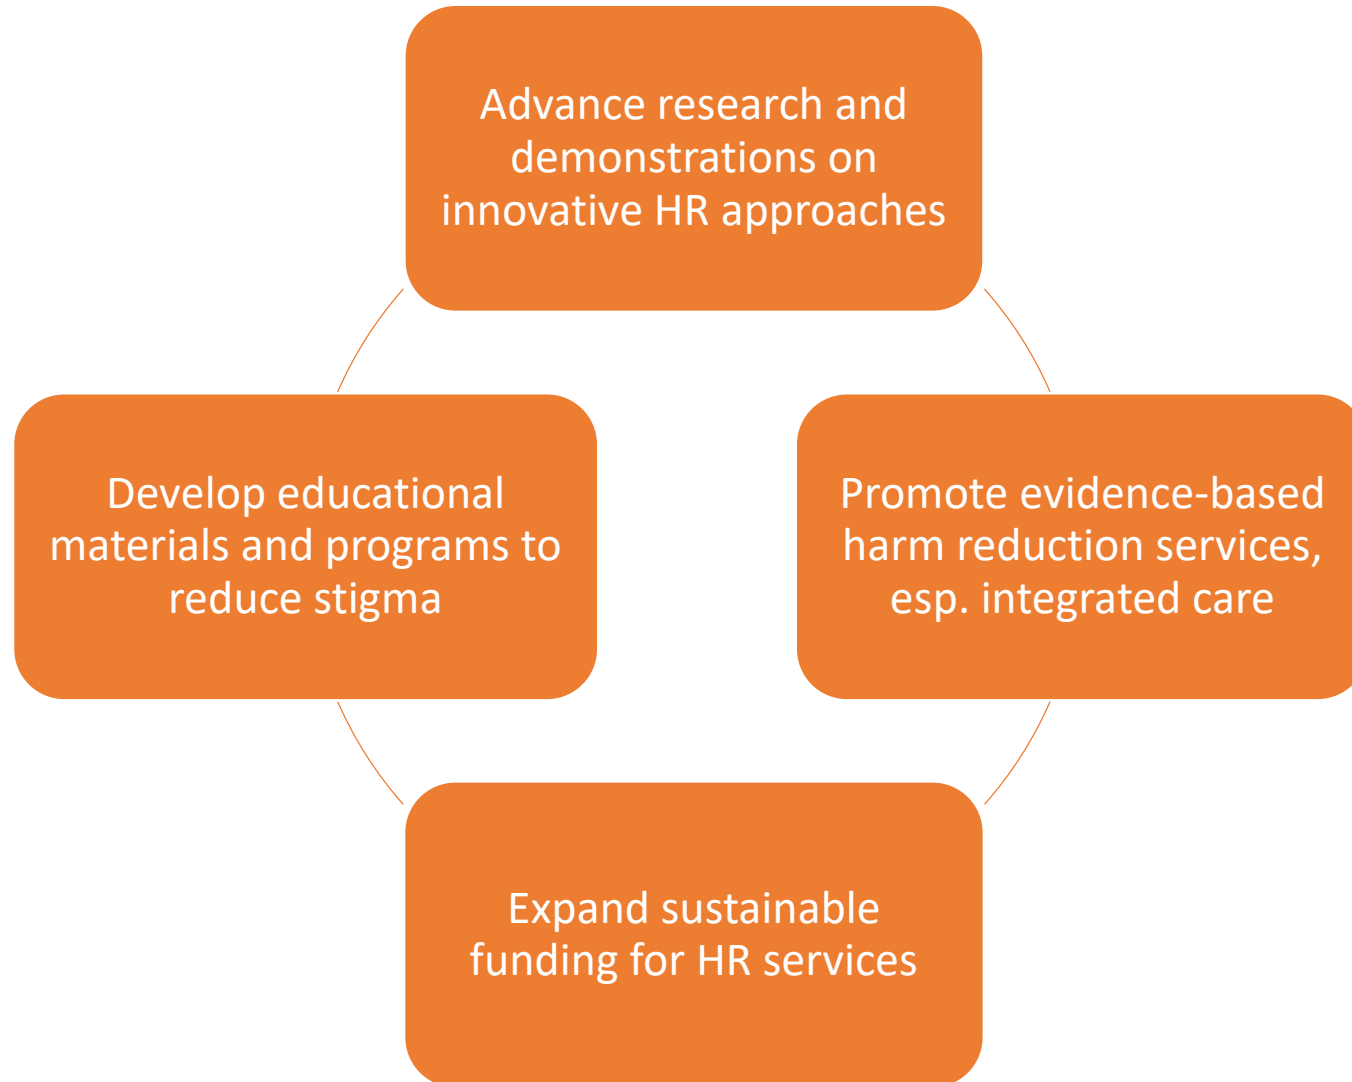 Advance research and
demonstrations on
innovative HR approaches
Develop educational
materials and programs to
reduce stigma
Promote evidence-based
harm reduction services,
esp. integrated care
Expand sustainable
funding for HR services